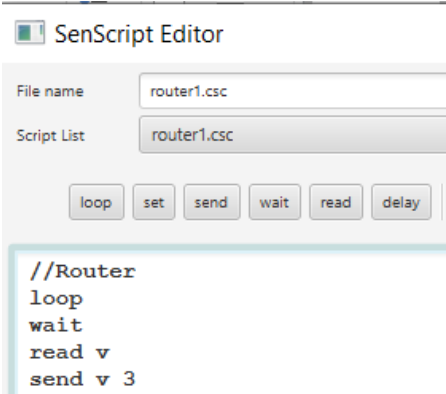 SenScript Editor
File name router1.csc
Script List router1.csc
loop set send wait read delay
//Router
loop
wait
read v
send v 3